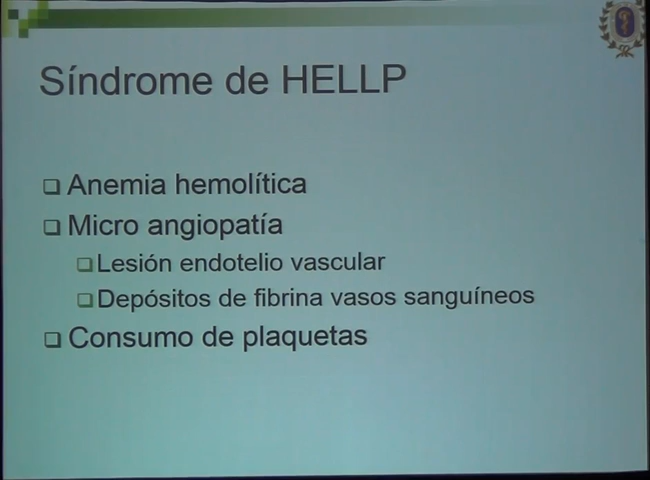 Síndrome de HELLP
Anemia hemolítica
Micro angiopatía
Lesión endotelio vascular
Depósitos de fibrina vasos sanguíneos
Consumo de plaquetas